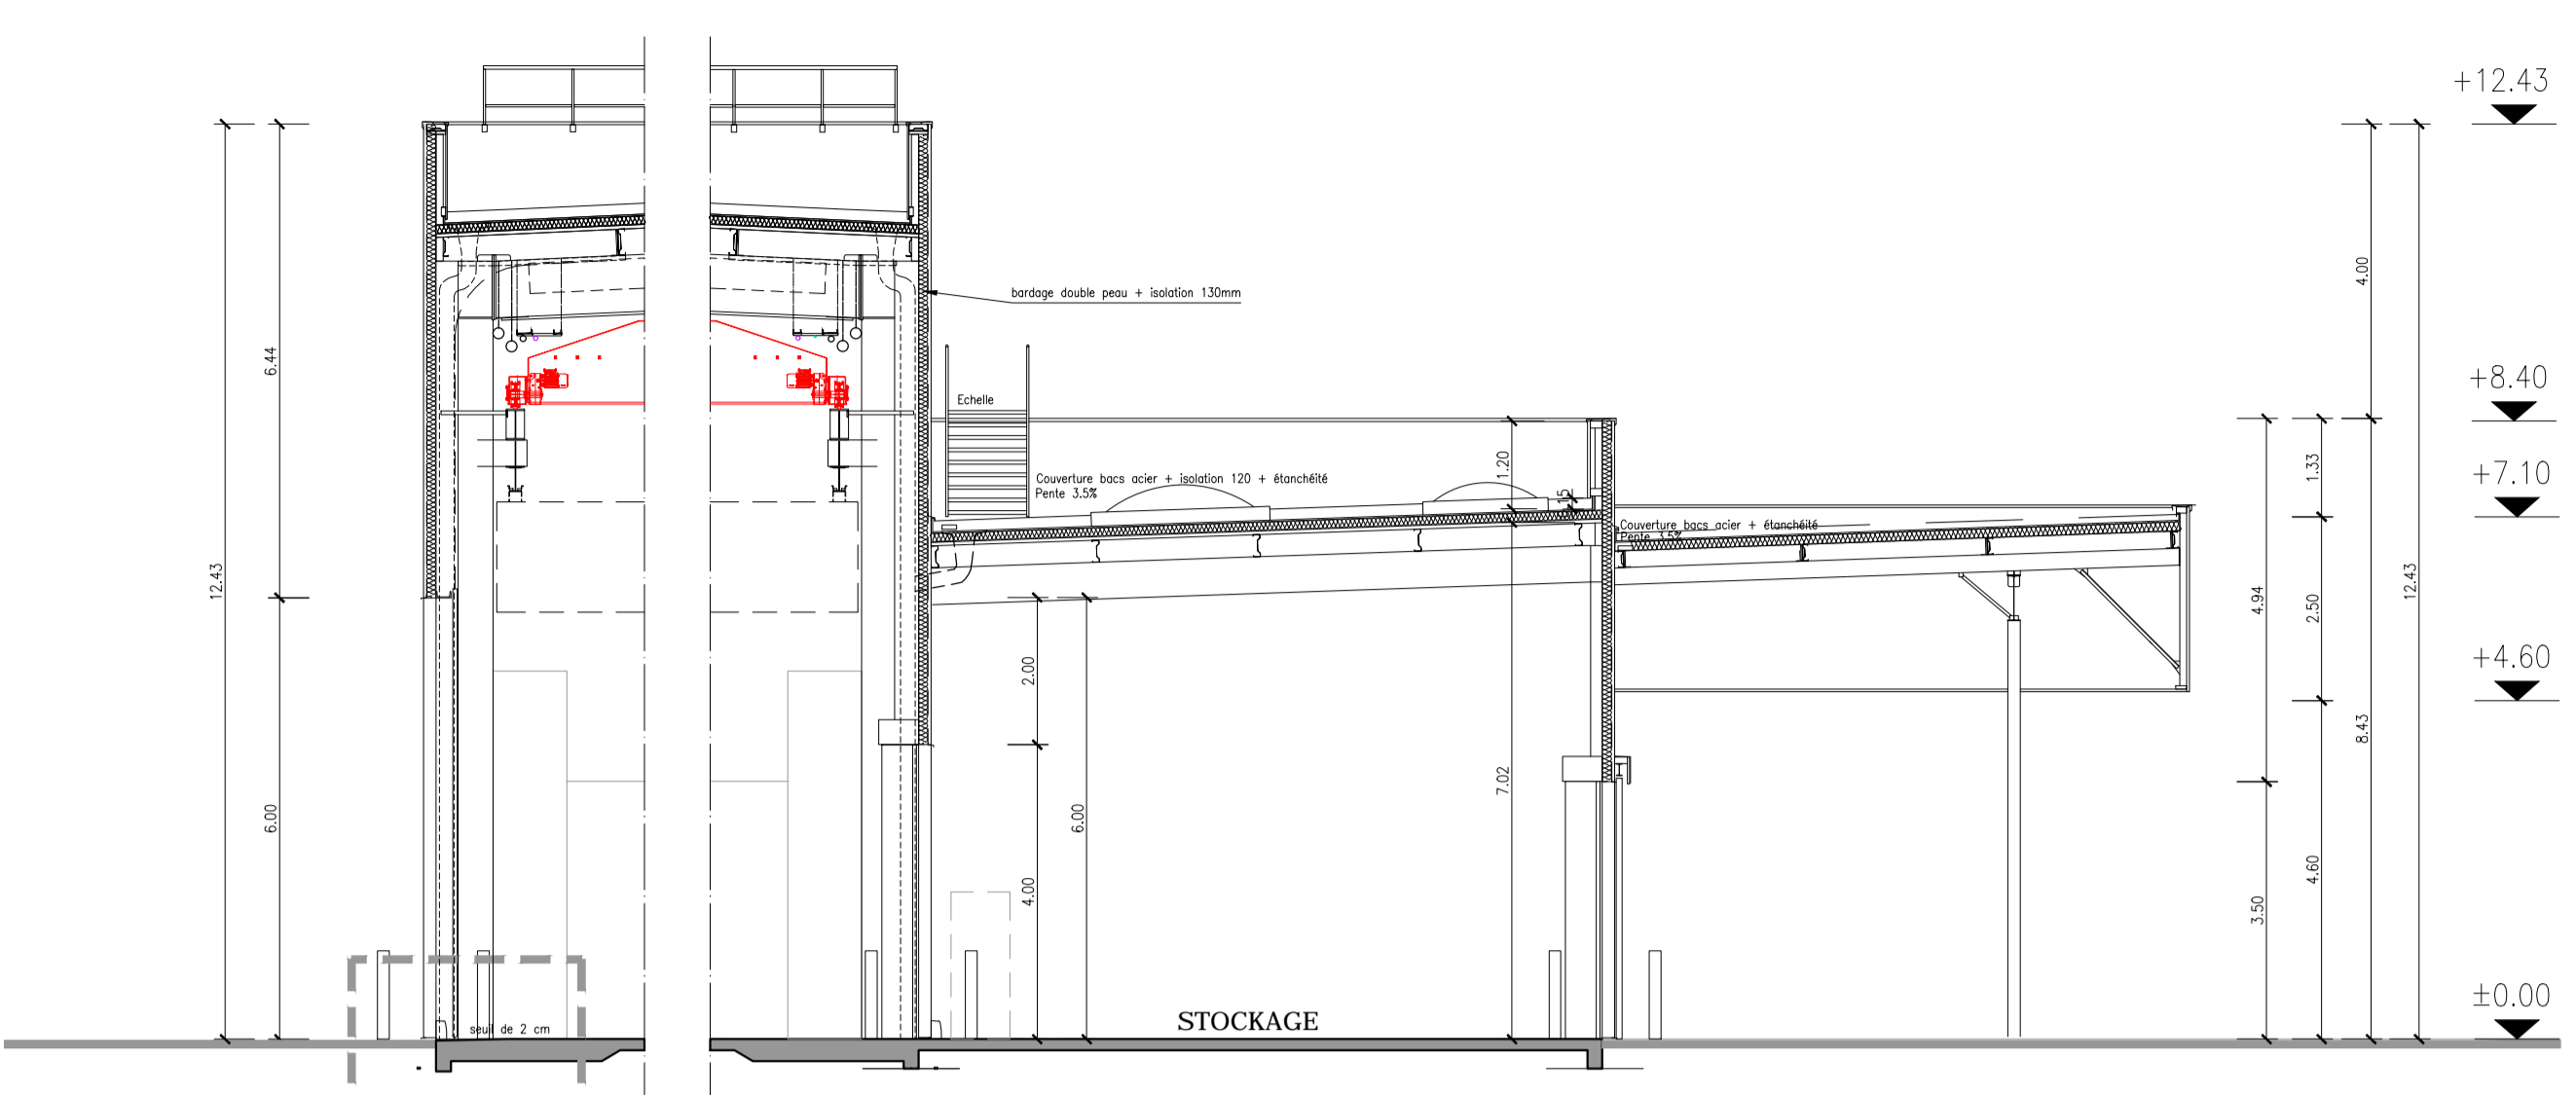 +12.43
4.00
bardage double peau + isolation 130mm
6.44
+8.40
Echelle
1.20
1.33
+7.10
Couverture bacs acier + isolation 120 + étanchéité
Pente 3.5%
15
Couverture bacs acier + étanchéité
Pente 3.5%
12.43
4.94
2.50
12.43
+4.60
2.00
8.43
7.02
6.00
6.00
4.00
4.60
3.50
±0.00
STOCKAGE
seuil de 2 cm